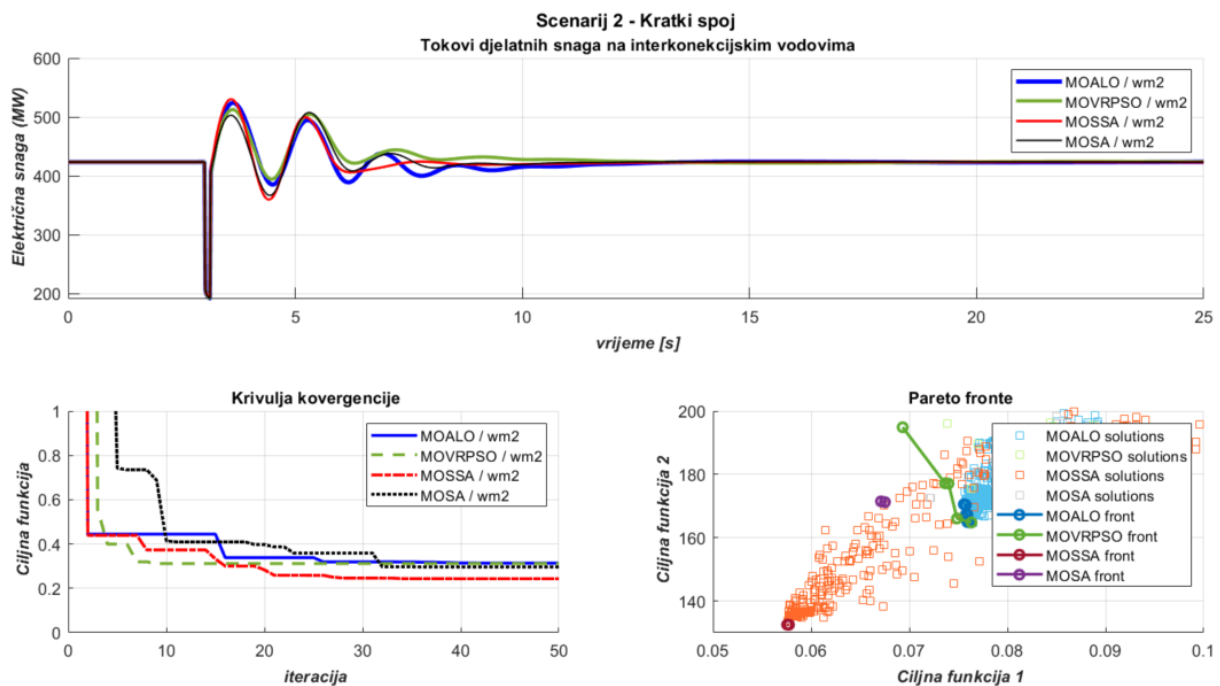 Scenarij 2 - Kratki spoj
Tokovi djelatnih snaga na interkonekcijskim vodovima
Električna snaga (MW)
600
500
400
300
200
0
5
10
15
20
25
vrijeme [s]
MOALO / wm2
MOVRPSO / wm2
MOSSA / wm2
MOSA / wm2
Krivulja kovergencije
Ciljna funkcija
1
0.8
0.6
0.4
0.2
0
0
10
20
30
40
50
iteracija
MOALO / wm2
MOVRPSO / wm2
MOSSA / wm2
MOSA / wm2
Pareto fronte
Ciljna funkcija 2
200
180
160
140
0.05
0.06
0.07
0.08
0.09
0.1
Ciljna funkcija 1
MOALO solutions
MOVRPSO solutions
MOSSA solutions
MOSA solutions
MOALO front
MOVRPSO front
MOSSA front
MOSA front